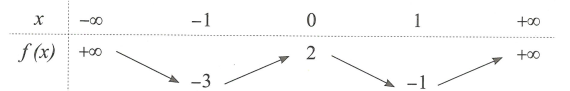 x −∞ −1 0 1 +∞
f (x) +∞ 2 +∞
−3 −1